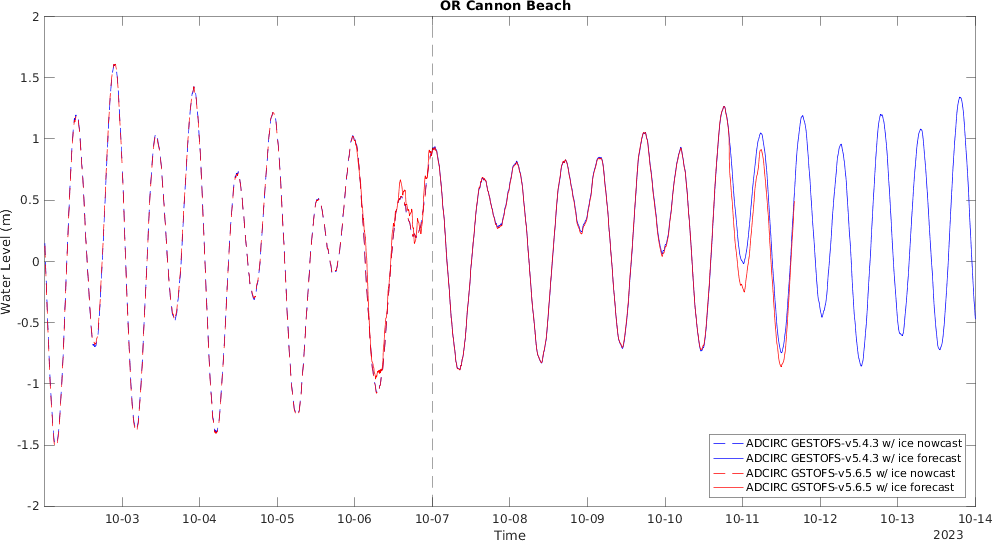 OR Cannon Beach
2
1.5
1
0.5
0
-0.5
-1
-1.5
-2
Water Level (m)
10-03 10-04 10-05 10-06 10-07 10-08 10-09 10-10 10-11 10-12 10-13 10-14
Time
2023
ADCIRC GESTOFS-v5.4.3 w/ ice nowcast
ADCIRC GESTOFS-v5.4.3 w/ ice forecast
ADCIRC GSTOFS-v5.6.5 w/ ice nowcast
ADCIRC GSTOFS-v5.6.5 w/ ice forecast